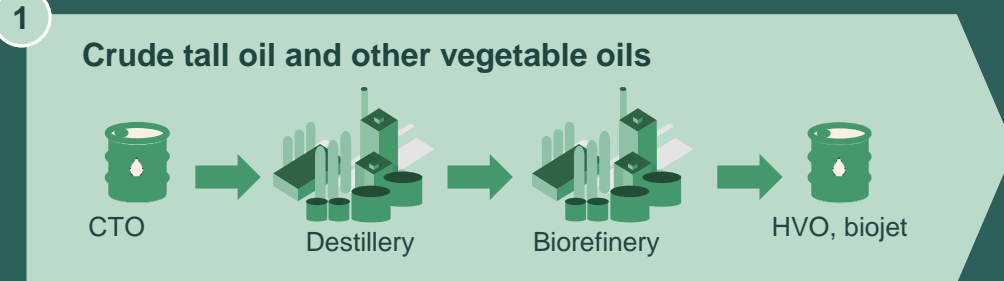 1
Crude tall oil and other vegetable oils
CTO
Destillery
Biorefinery
HVO, biojet